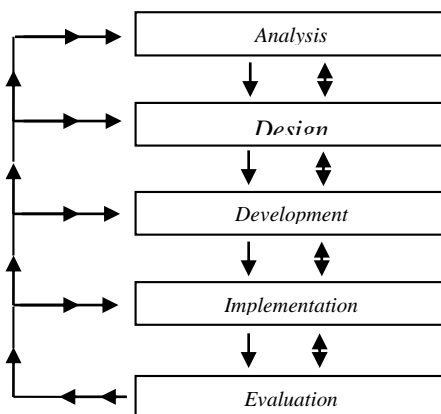 Analysis
Design
Development
Implementation
Evaluation